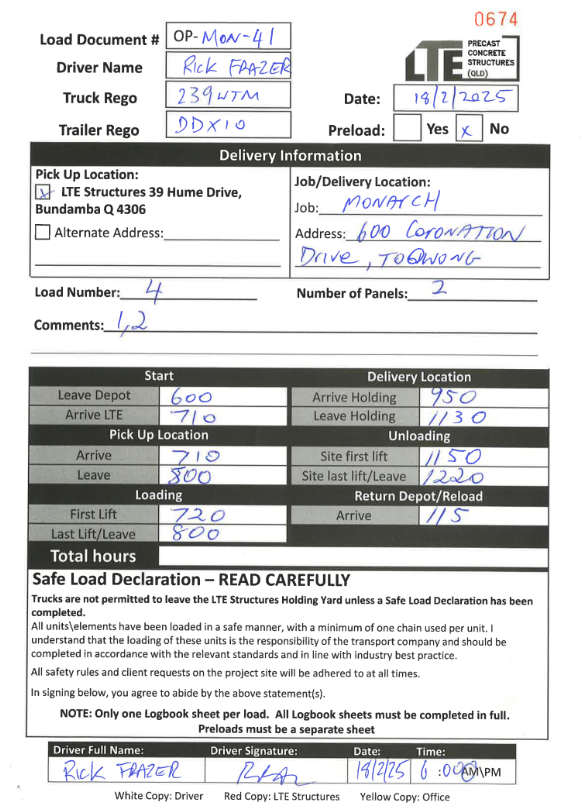 0674
Load Document # OP-MON-41
LTE PRECAST CONCRETE STRUCTURES (QLD)
Driver Name RICK FRAZER
Truck Rego 239WTM
Date: 18/2/2025
Trailer Rego DDX10
Preload: Yes x No
Delivery Information
Pick Up Location:
x LTE Structures 39 Hume Drive,
Bundamba Q 4306
Alternate Address:
Job/Delivery Location:
Job: MONARCH
Address: 600 CORONATION
Drive, TOOWONG
Load Number: 4
Number of Panels: 2
Comments: 1,2
Start
Delivery Location
Leave Depot 600
Arrive Holding 950
Arrive LTE 710
Leave Holding 1130
Pick Up Location
Unloading
Arrive 710
Site first lift 1150
Leave 800
Site last lift/Leave 1220
Loading
Return Depot/Reload
First Lift 720
Arrive 115
Last Lift/Leave 800
Total hours
Safe Load Declaration – READ CAREFULLY
Trucks are not permitted to leave the LTE Structures Holding Yard unless a Safe Load Declaration has been
completed.
All units\elements have been loaded in a safe manner, with a minimum of one chain used per unit. I
understand that the loading of these units is the responsibility of the transport company and should be
completed in accordance with the relevant standards and in line with industry best practice.
All safety rules and client requests on the project site will be adhered to at all times.
In signing below, you agree to abide by the above statement(s).
NOTE: Only one Logbook sheet per load. All Logbook sheets must be completed in full.
Preloads must be a separate sheet
Driver Full Name: Driver Signature: Date: Time:
RICK FRAZER 18/2/25 6:00AM\PM
White Copy: Driver Red Copy: LTE Structures Yellow Copy: Office